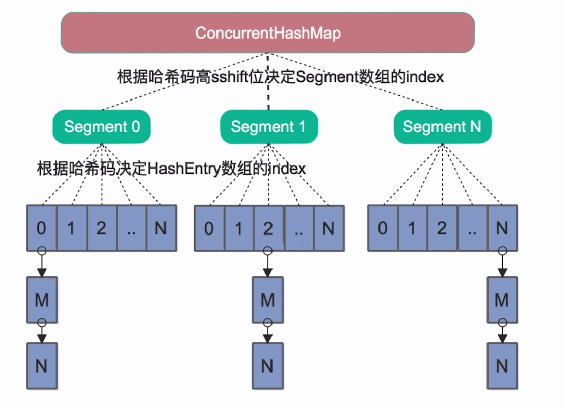 ConcurrentHashMap
根据哈希码高sshift位决定Segment数组的index
Segment 0 Segment 1 Segment N
根据哈希码决定HashEntry数组的index
0 1 2 .. N 0 1 2 .. N 0 1 2 .. N
M M M
N N N